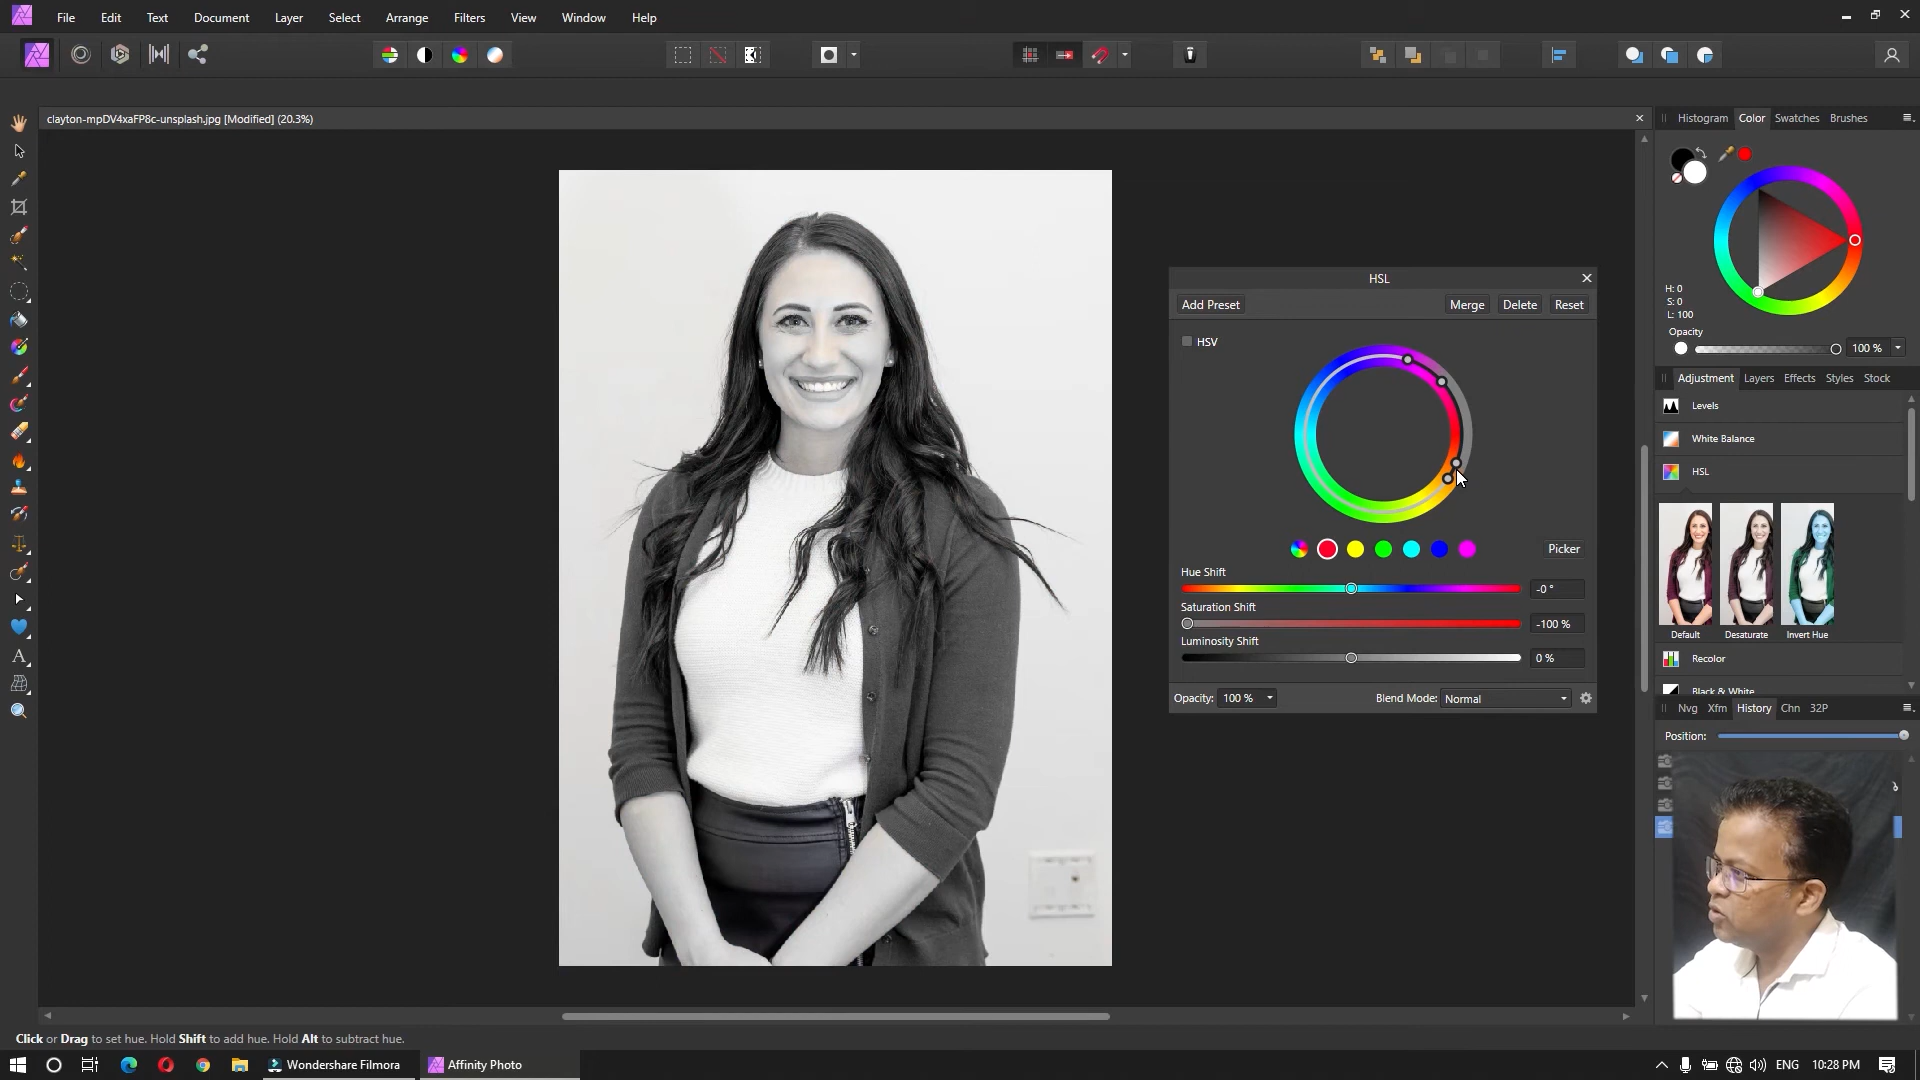 File Edit Text Document Layer Select Arrange Filters View Window Help
clayton-mpDV4xaFP8c-unsplash.jpg [Modified] (20.3%)
Histogram Color Swatches Brushes
H: 0
S: 0
L: 100
Opacity
100 %
Adjustment Layers Effects Styles Stock
Levels
White Balance
HSL
Default Desaturate Invert Hue
Recolor
Black & White
Nvg Xfm History Chn 32P
Position:
HSL
Add Preset Merge Delete Reset
HSV
Picker
Hue Shift
-0 °
Saturation Shift
-100 %
Luminosity Shift
0 %
Opacity: 100 % Blend Mode: Normal
Click or Drag to set hue. Hold Shift to add hue. Hold Alt to subtract hue.
Wondershare Filmora Affinity Photo ENG 10:28 PM